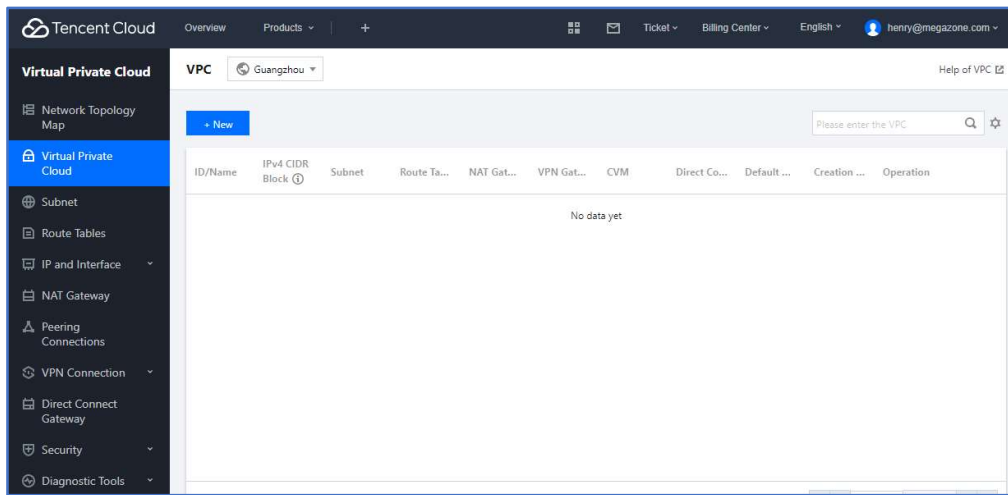 Tencent Cloud Overview Products + Ticket Billing Center English henry@megazone.com
Virtual Private Cloud
VPC Guangzhou Help of VPC
Network Topology
Map
+ New Please enter the VPC
Virtual Private
Cloud
ID/Name IPv4 CIDR
Block Subnet Route Ta... NAT Gat... VPN Gat... CVM Direct Co... Default ... Creation ... Operation
No data yet
Subnet
Route Tables
IP and Interface
NAT Gateway
Peering
Connections
VPN Connection
Direct Connect
Gateway
Security
Diagnostic Tools